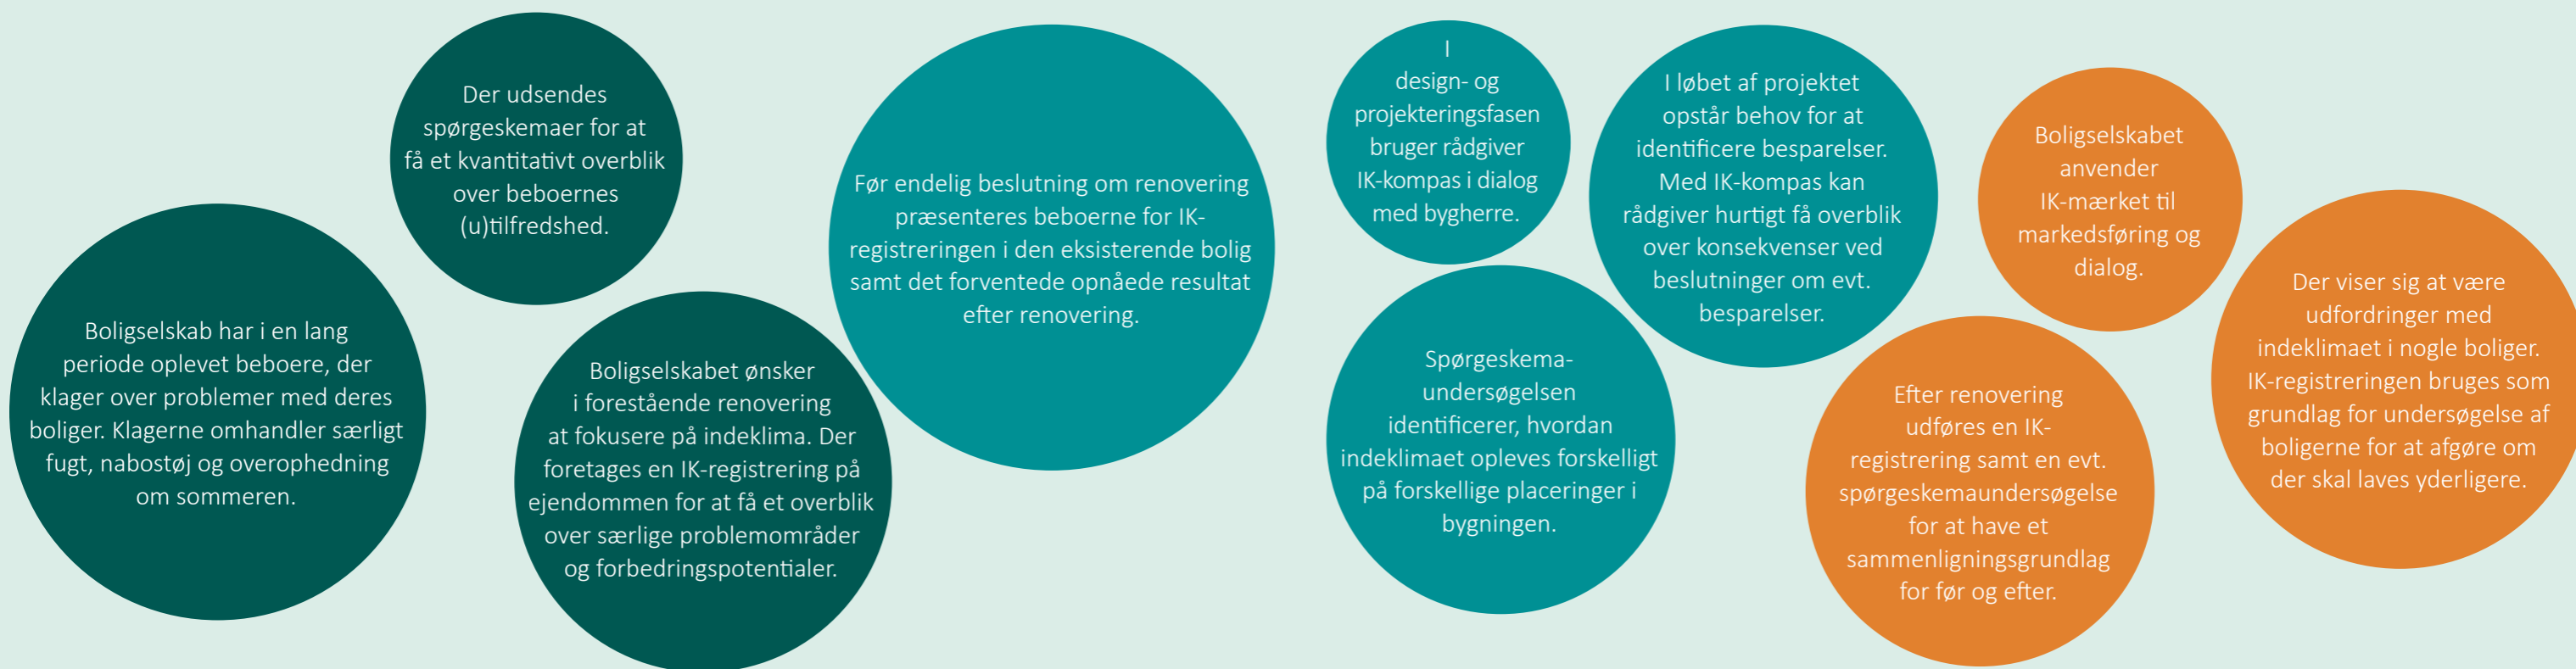 Boligselskab har i en lang
periode oplevet beboere, der
klager over problemer med deres
boliger. Klagerne omhandler særligt
fugt, nabostøj og overophedning
om sommeren.
Der udsendes
spørgeskemaer for at
få et kvantitativt overblik
over beboernes
(u)tilfredshed.
Boligselskabet ønsker
i forestående renovering
at fokusere på indeklima. Der
foretages en IK-registrering på
ejendommen for at få et overblik
over særlige problemområder
og forbedringspotentialer.
Før endelig beslutning om renovering
præsenteres beboerne for IK-
registreringen i den eksisterende bolig
samt det forventede opnåede resultat
efter renovering.
I
design- og
projekteringsfasen
bruger rådgiver
IK-kompas i dialog
med bygherre.
Spørgeskema-
undersøgelsen
identificerer, hvordan
indeklimaet opleves forskelligt
på forskellige placeringer i
bygningen.
I løbet af projektet
opstår behov for at
identificere besparelser.
Med IK-kompas kan
rådgiver hurtigt få overblik
over konsekvenser ved
beslutninger om evt.
besparelser.
Boligselskabet
anvender
IK-mærket til
markedsføring og
dialog.
Efter renovering
udføres en IK-
registrering samt en evt.
spørgeskemaundersøgelse
for at have et
sammenligningsgrundlag
for før og efter.
Der viser sig at være
udfordringer med
indeklimaet i nogle boliger.
IK-registreringen bruges som
grundlag for undersøgelse af
boligerne for at afgøre om
der skal laves yderligere.